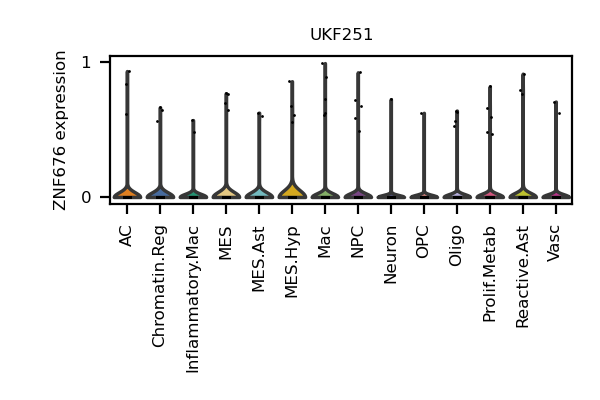 UKF251
ZNF676 expression
1
0
AC
Chromatin.Reg
Inflammatory.Mac
MES
MES.Ast
MES.Hyp
Mac
NPC
Neuron
OPC
Oligo
Prolif.Metab
Reactive.Ast
Vasc